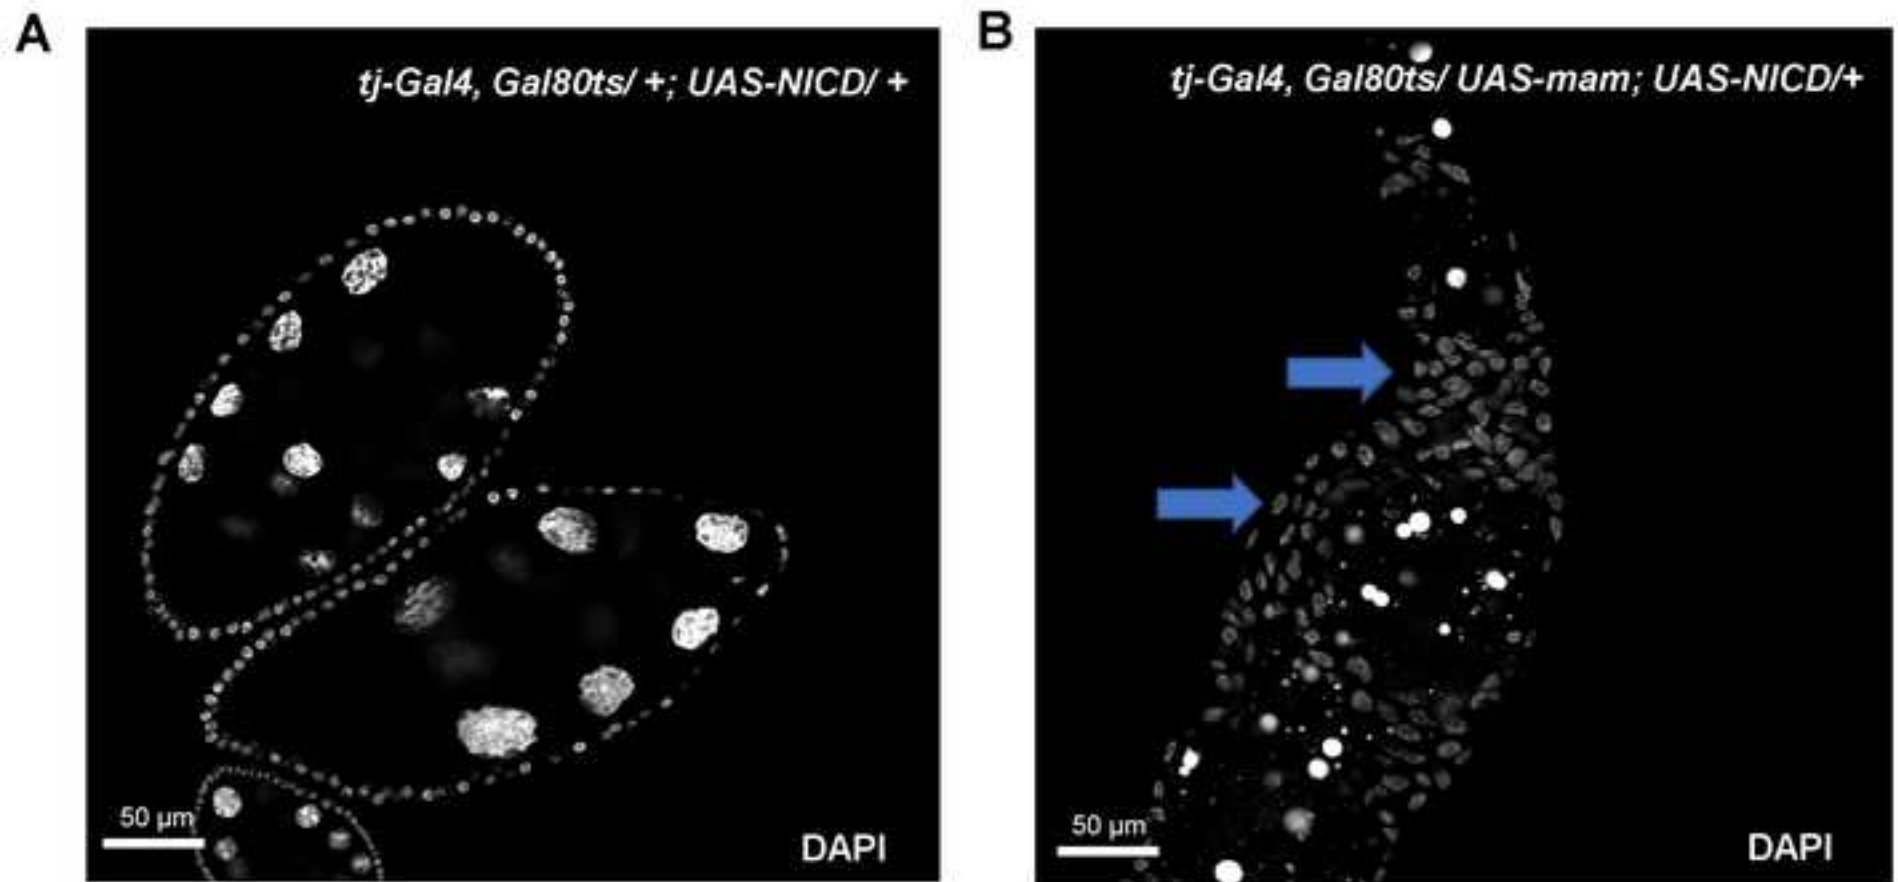 A
tj-Gal4, Gal80ts/ +; UAS-NICD/ +
50 µm
DAPI
B
tj-Gal4, Gal80ts/ UAS-mam; UAS-NICD/+
50 µm
DAPI